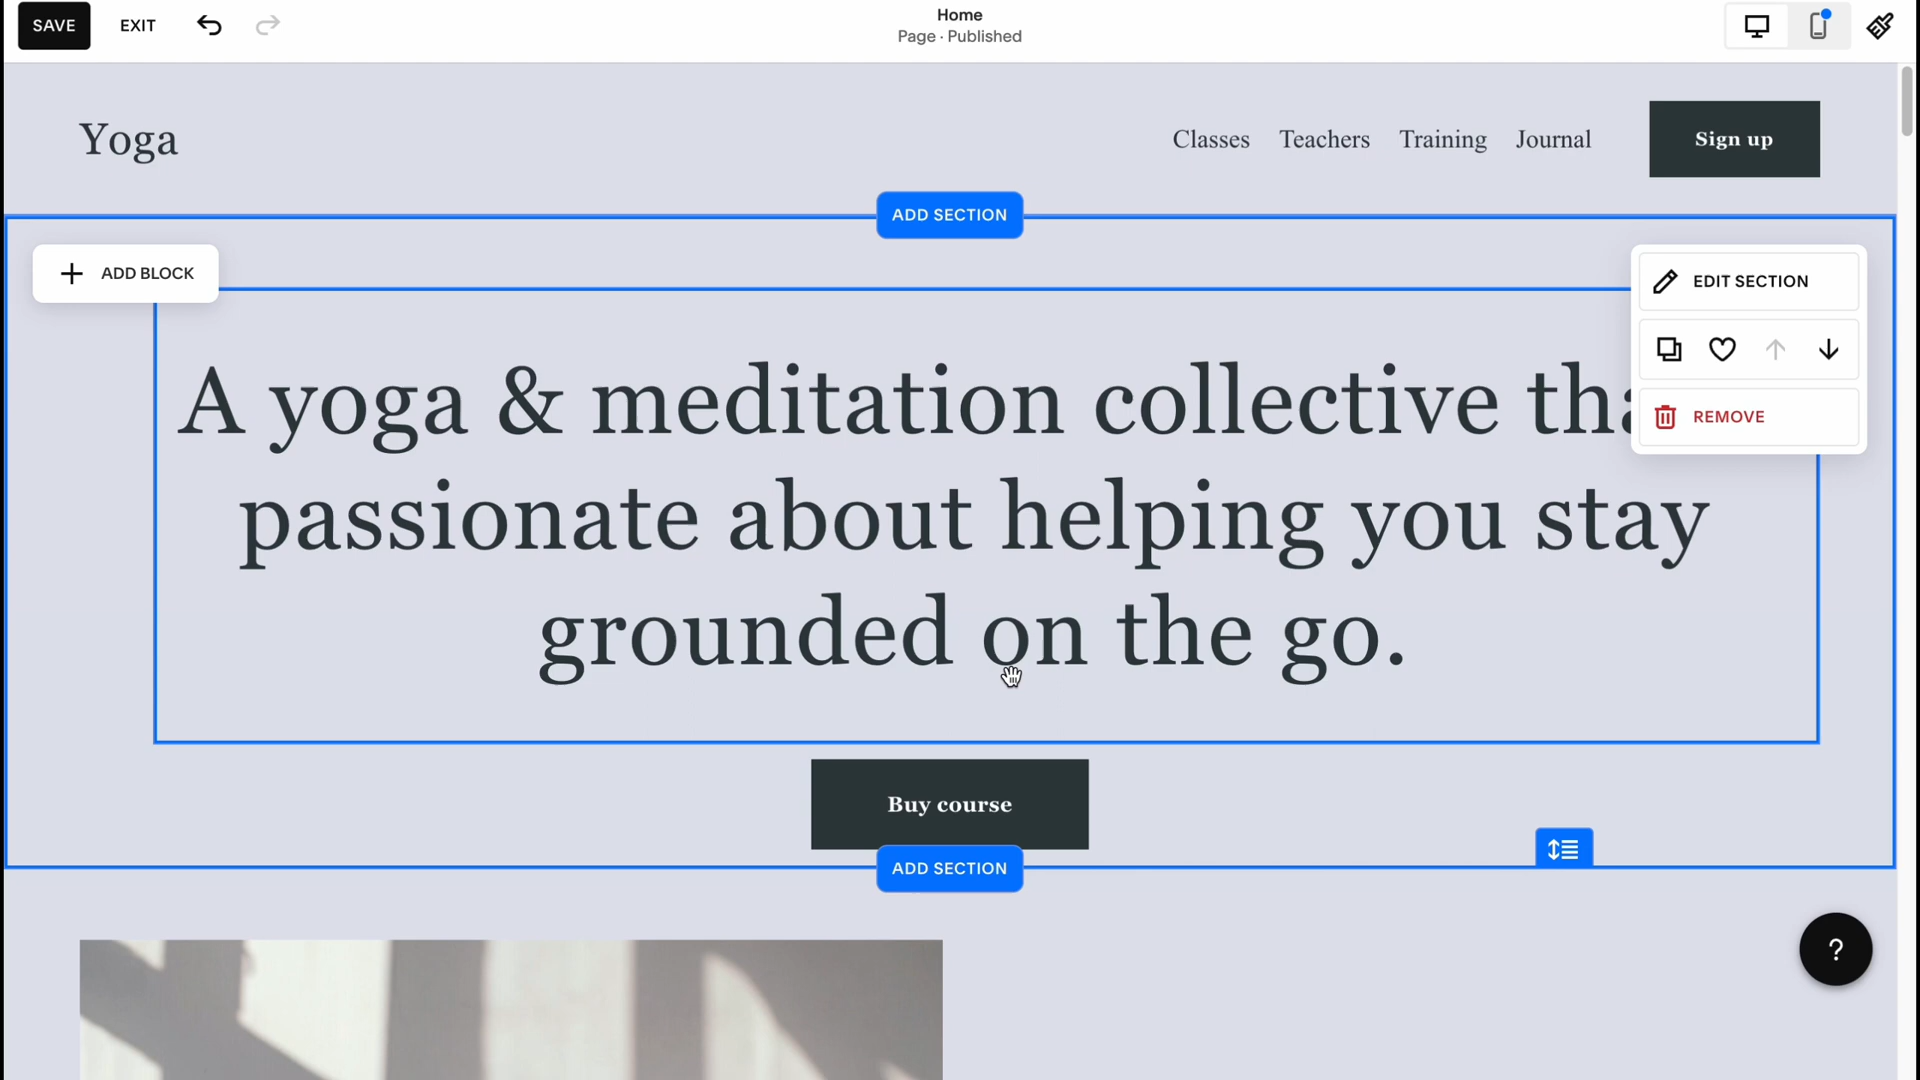 SAVE EXIT
Home
Page · Published
Yoga
Classes Teachers Training Journal Sign up
ADD SECTION
ADD BLOCK
EDIT SECTION
REMOVE
A yoga & meditation collective
passionate about helping you stay
grounded on the go.
Buy course
ADD SECTION
?